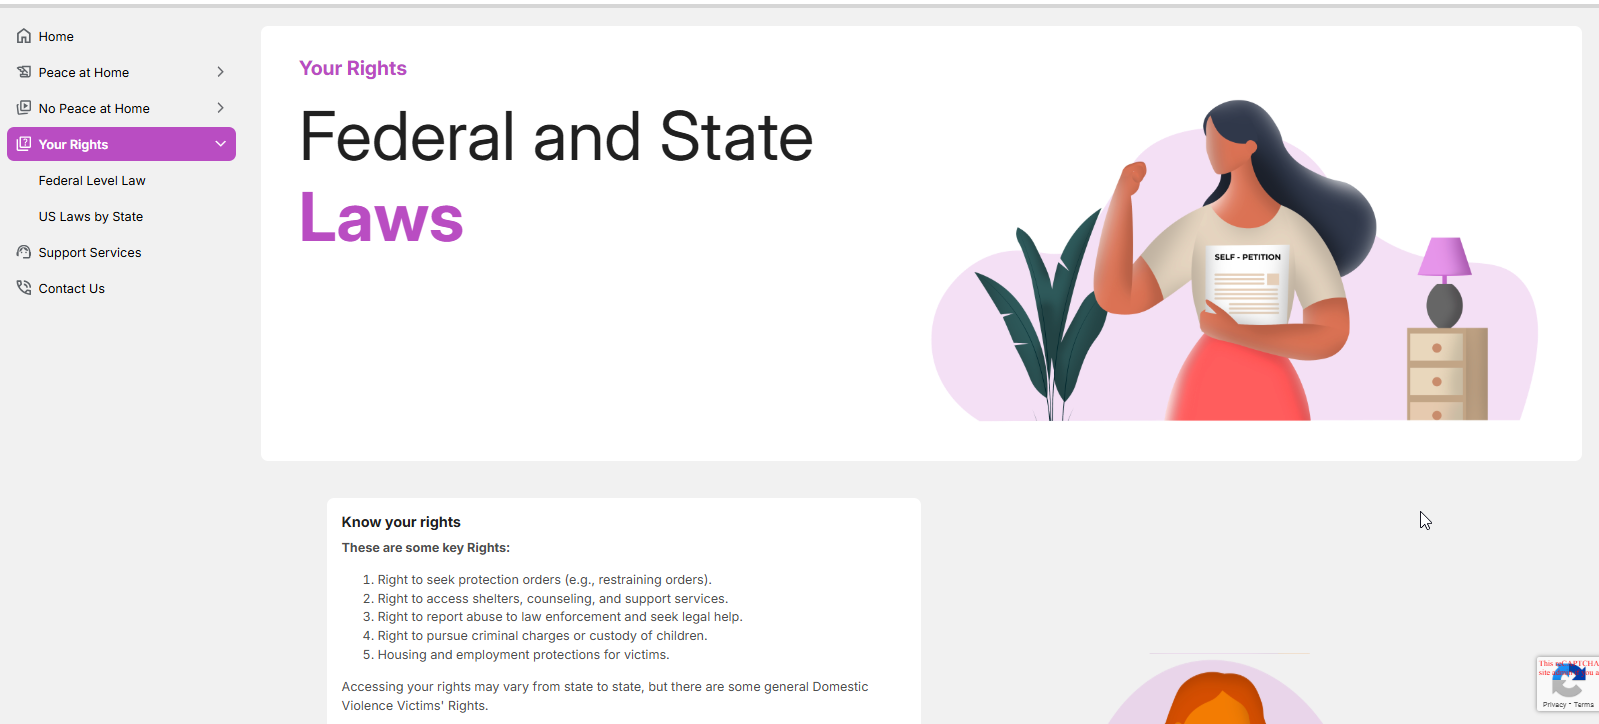 Home
Peace at Home
No Peace at Home
Your Rights
Federal Level Law
US Laws by State
Support Services
Contact Us
Your Rights
Federal and State
Laws
SELF - PETITION
Know your rights
These are some key Rights:
1. Right to seek protection orders (e.g., restraining orders).
2. Right to access shelters, counseling, and support services.
3. Right to report abuse to law enforcement and seek legal help.
4. Right to pursue criminal charges or custody of children.
5. Housing and employment protections for victims.
Accessing your rights may vary from state to state, but there are some general Domestic
Violence Victims' Rights.
This reCAPTCHA
site
Privacy - Terms